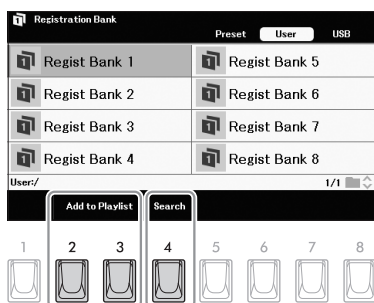 Registration Bank
Preset User USB
Regist Bank 1 Regist Bank 5
Regist Bank 2 Regist Bank 6
Regist Bank 3 Regist Bank 7
Regist Bank 4 Regist Bank 8
User:/ 1/1
Add to Playlist Search
1 2 3 4 5 6 7 8